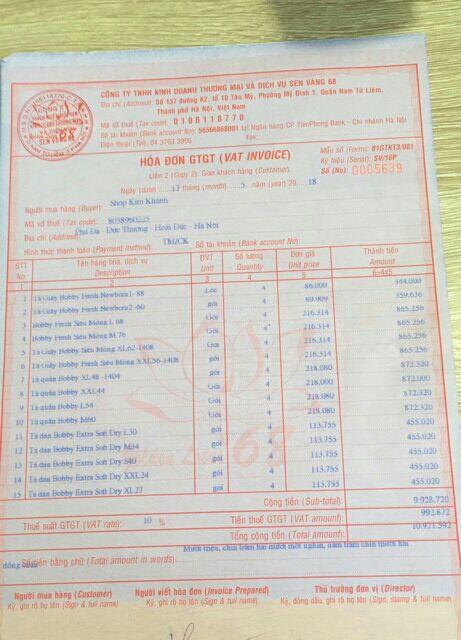 CÔNG TY TNHH KINH DOANH THƯƠNG MẠI VÀ DỊCH VỤ SEN VÀNG 68
Địa chỉ (Address): Số 137 đường K2, tổ 10 Tân Mỹ, Phường Mỹ Đình 1, Quận Nam Từ Liêm,
Thành phố Hà Nội, Việt Nam
Mã số thuế (Tax code): 0106118770
Số tài khoản (Bank account No): 56566868001 tại Ngân hàng CP TienPhong Bank - Chi nhánh Hà Nội
Điện thoại (Tel): 04 3763 3995
HÓA ĐƠN GTGT (VAT INVOICE)
Liên 2 (Copy 2): Giao khách hàng (Customer)
Ngày (date) 17 tháng (month) 5 năm (year) 20 18
Mẫu số (Form): 01GTKT3/001
Ký hiệu (Serial): SV/16P
Số (No): 0005639
Người mua hàng (Buyer): Shop Kim Khánh
Mã số thuế (Tax code): 8038960225
Địa chỉ (Address): Thú Đa - Đức Thượng - Hoài Đức - Hà Nội
Hình thức thanh toán (Payment method): TM/CK Số tài khoản (Bank account No):
STT No Tên hàng hóa, dịch vụ Description ĐVT Unit Số lượng Quantity Đơn giá Unit price Thành tiền Amount
2 3 4 5 6=4x5
1 Tã Giấy Bobby Fresh Newborn1- 88 Lốc 4 86.000 344.000
2 Tã Giấy Bobby Fresh Newborn2 -60 gói 4 89.909 359.636
3 Bobby Fresh Siêu Mỏng L 68 Gói 4 216.314 865.256
4 Bobby Fresh Siêu Mỏng M 76 Gói 4 216.314 865.256
5 Tã Giấy Bobby Fresh Siêu Mỏng XL62-1408 gói 4 216.314 865.256
6 Tã Giấy Bobby Fresh Siêu Mỏng XXL56-1408 gói 4 216.314 865.256
7 Tã quần Bobby XL48 -1404 gói 4 218.080 872.320
8 Tã quần Bobby XXL44 Gói 4 872.000
9 Tã quần Bobby L54 Gói 4 872.320
10 Tã quần Bobby M60 Gói 4 218.080 872.320
11 Tã dán Bobby Extra Soft Dry L30 gói 4 113.755 455.020
12 Tã dán Bobby Extra Soft Dry M34 gói 4 113.755 455.020
13 Tã dán Bobby Extra Soft Dry S40 gói 4 113.755 455.020
14 Tã dán Bobby Extra Soft Dry XXL24 gói 4 113.755 455.020
15 Tã dán Bobby Extra Soft Dry XL27 gói 4 113.755 455.020
Cộng tiền (Sub-total): 9.928.720
Thuế suất GTGT (VAT rate): 10 % Tiền thuế GTGT (VAT amount): 992.872
Tổng cộng tiền (Total amount): 10.921.592
Số tiền bằng chữ (Total amount in words): Mười triệu, chín trăm hai mươi một nghìn, năm trăm chín mươi hai
đồng chẵn
Người mua hàng (Customer) Người viết hóa đơn (Invoice Prepared) Thủ trưởng đơn vị (Director)
Ký, ghi rõ họ tên (Sign & full name) Ký, ghi rõ họ tên (Sign & full name) Ký, đóng dấu, ghi rõ họ tên (Sign, stamp & full name)